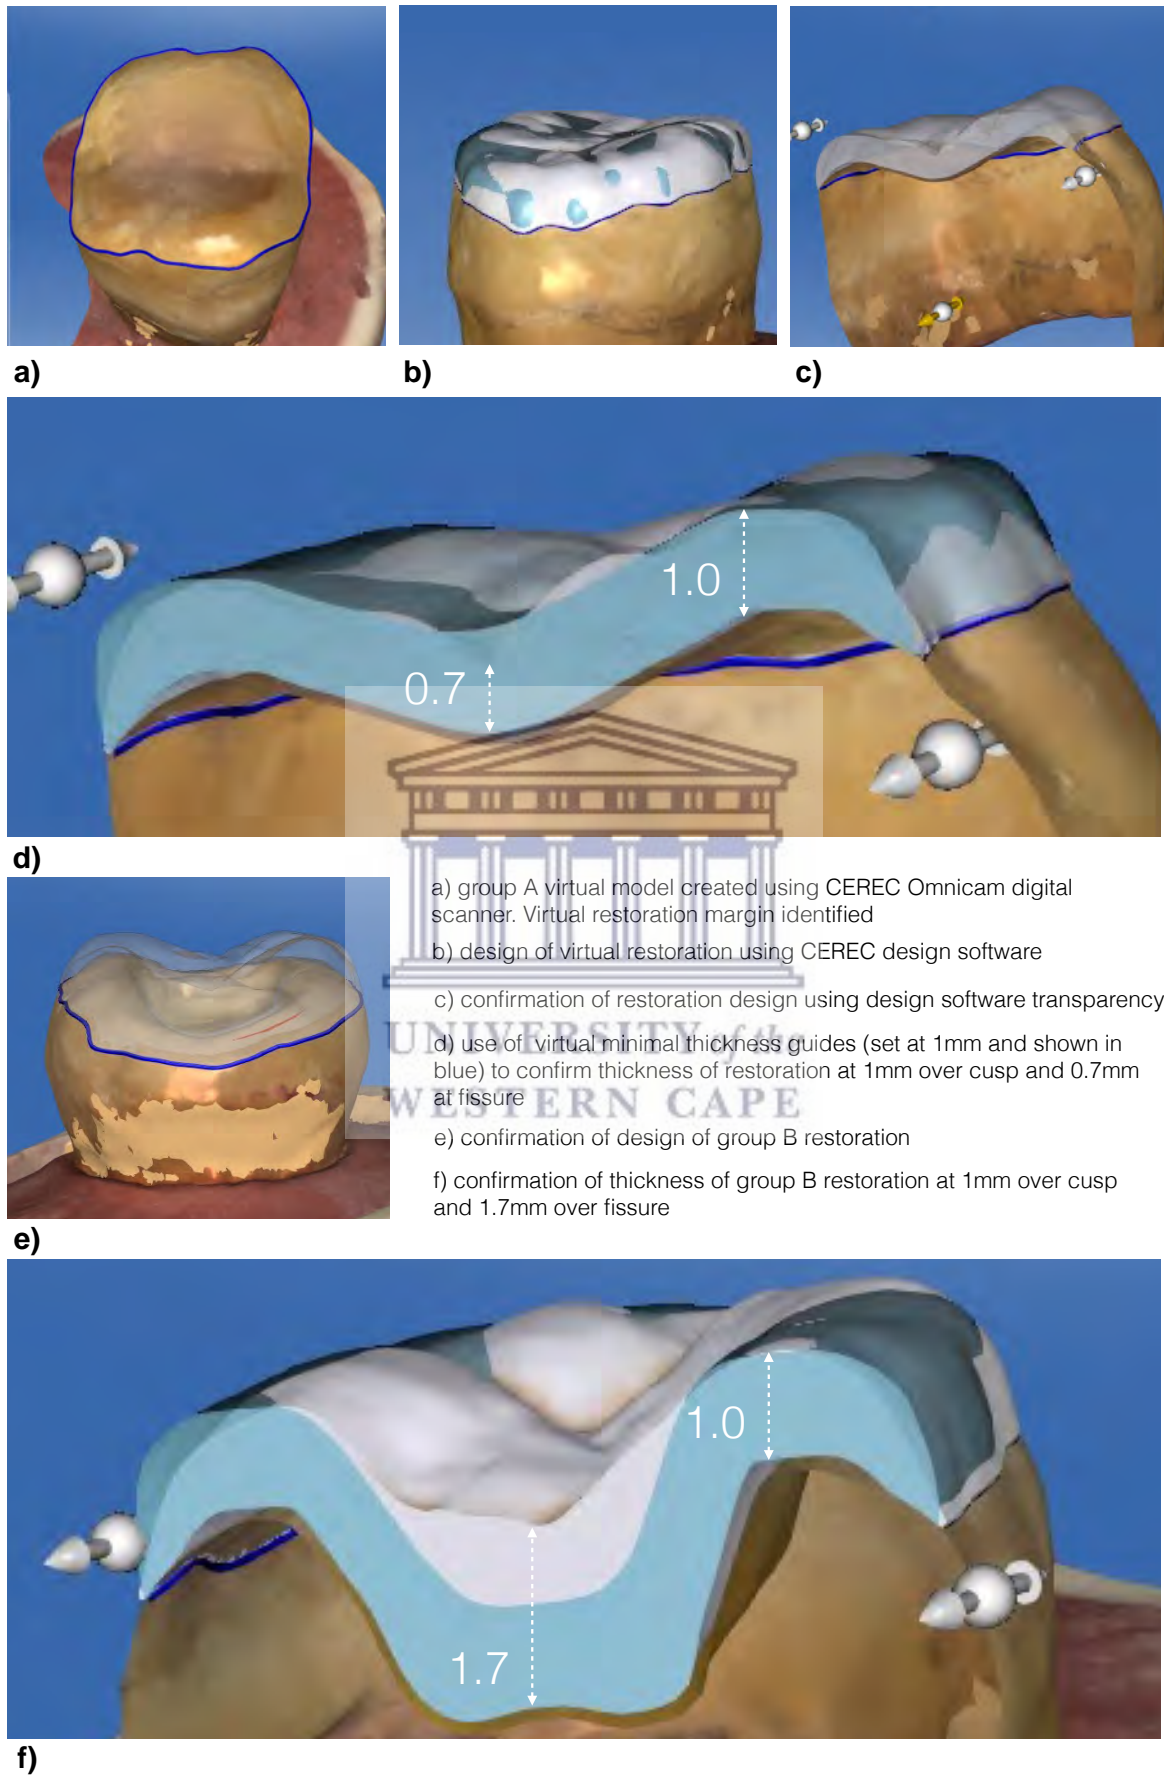 a)
b)
c)
1.0
0.7
d)
a) group A virtual model created using CEREC Omnicam digital
scanner. Virtual restoration margin identified
b) design of virtual restoration using CEREC design software
c) confirmation of restoration design using design software transparency
d) use of  virtual minimal thickness guides (set at 1mm and shown in
blue) to confirm thickness of restoration at 1mm over cusp and 0.7mm
at fissure
e) confirmation of design of group B restoration
f) confirmation of thickness of group B restoration at 1mm over cusp
and 1.7mm over fissure
UNIVERSITY of the
WESTERN CAPE
e)
1.0
1.7
f)